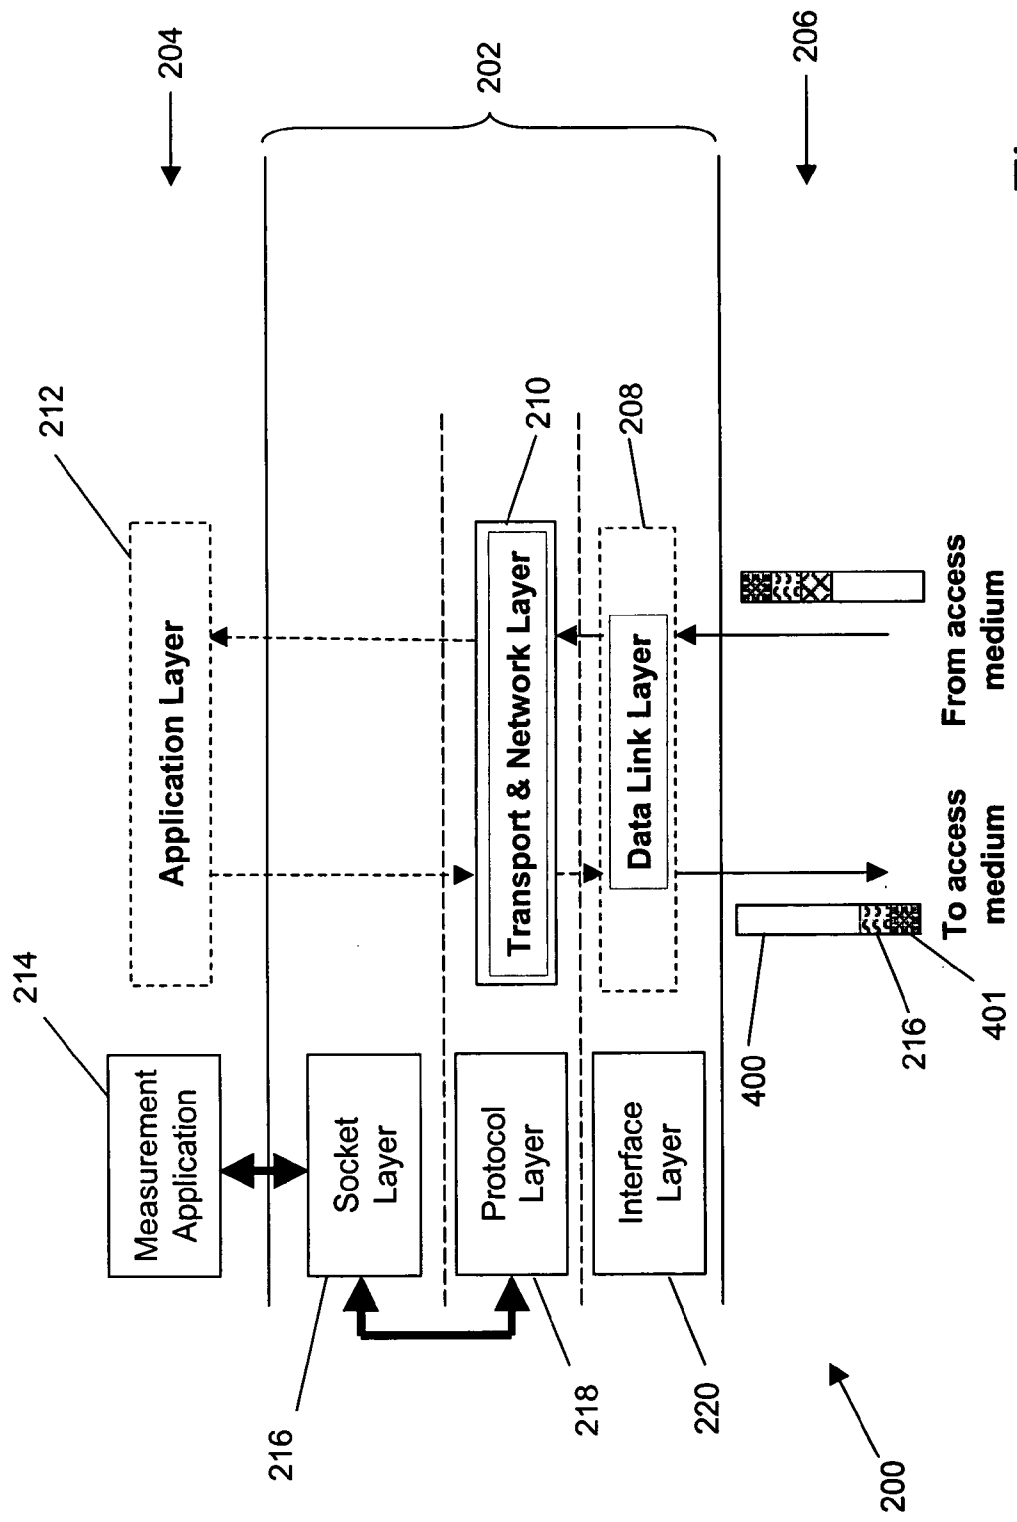 204
202
206
212
210
208
Application Layer
Transport & Network Layer
Data Link Layer
214
Measurement
Application
Socket
Layer
Protocol
Layer
Interface
Layer
From access
medium
To access
medium
400
216
401
216
218
220
200